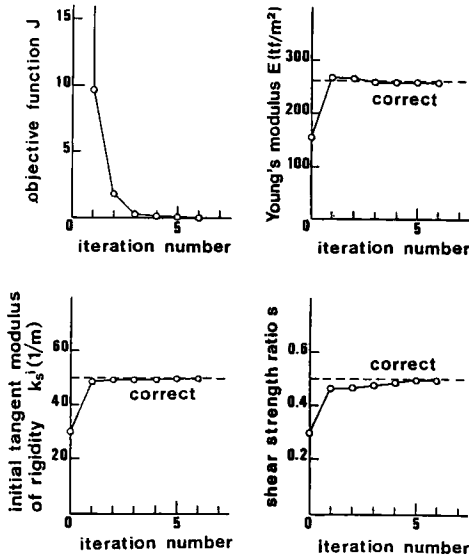 objective function J
15
10
5
0
5
iteration number
Young's modulus E (tf/m²)
300
200
100
0
5
correct
iteration number
initial tangent modulus
of rigidity k_s^i (1/m)
60
40
20
0
5
correct
iteration number
shear strength ratio s
0.6
0.4
0.2
0
5
correct
iteration number